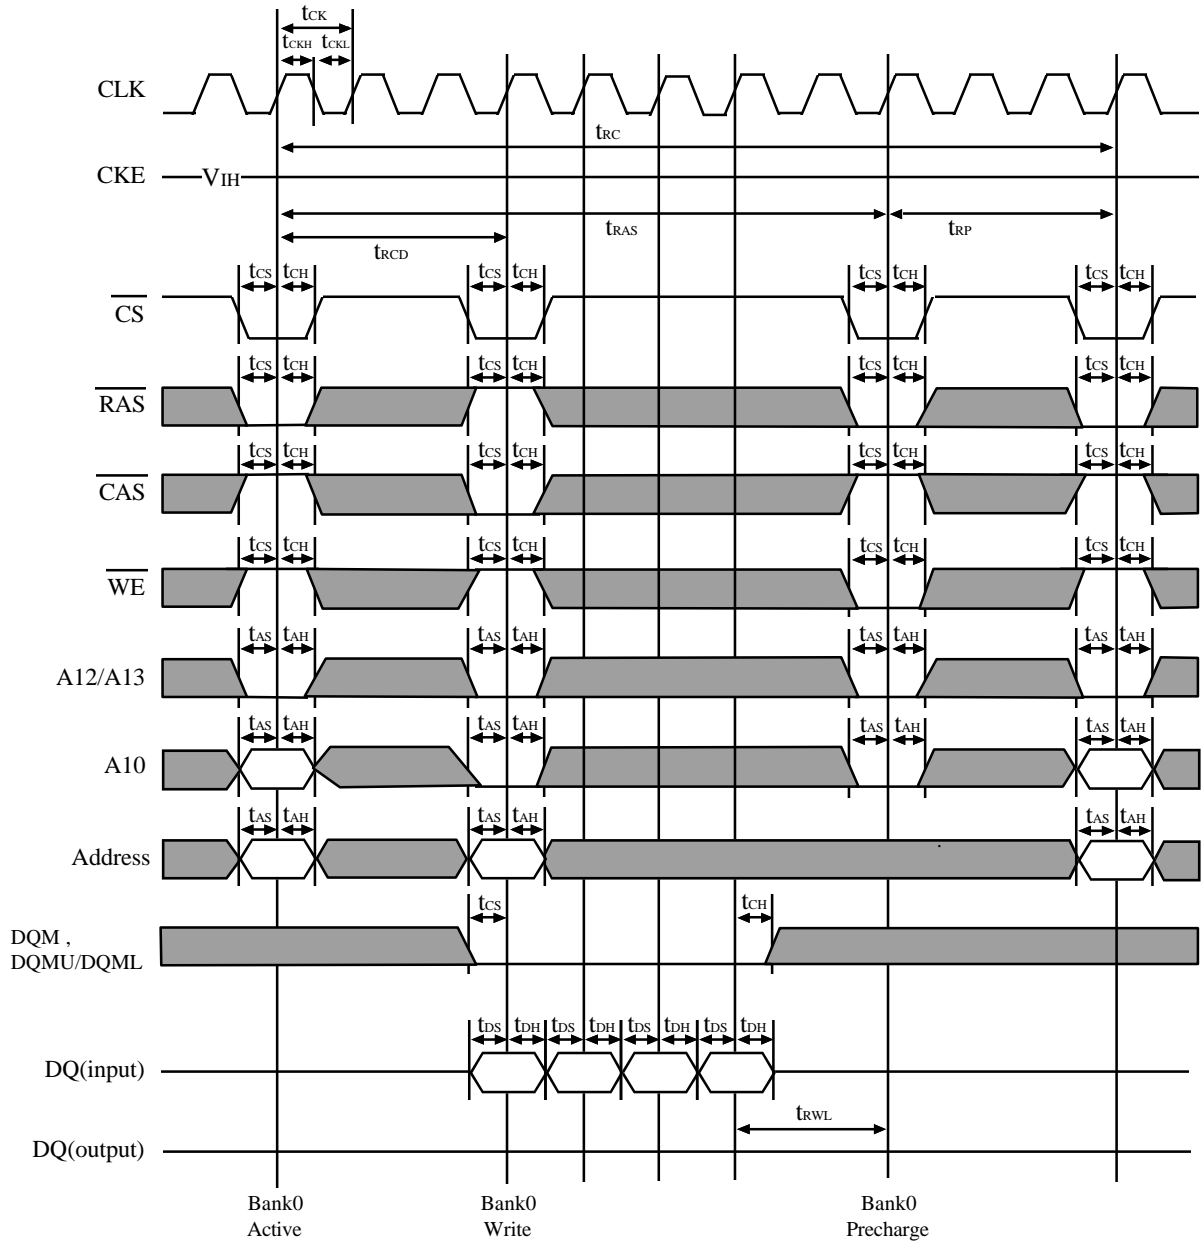 tCK
tCKH tCKL
CLK
tRC
CKE VIH
tRAS tRP
tRCD
tCS tCH tCS tCH tCS tCH tCS tCH
CS
tCS tCH tCS tCH tCS tCH tCS tCH
RAS
tCS tCH tCS tCH tCS tCH tCS tCH
CAS
tCS tCH tCS tCH tCS tCH tCS tCH
WE
tAS tAH tAS tAH tAS tAH tAS tAH
A12/A13
tAS tAH tAS tAH tAS tAH tAS tAH
A10
tAS tAH tAS tAH tAS tAH
Address
tCS tCH
DQM ,
DQMU/DQML
tDS tDH tDS tDH tDS tDH tDS tDH
DQ(input)
tRWL
DQ(output)
Bank0 Bank0 Bank0
Active Write Precharge